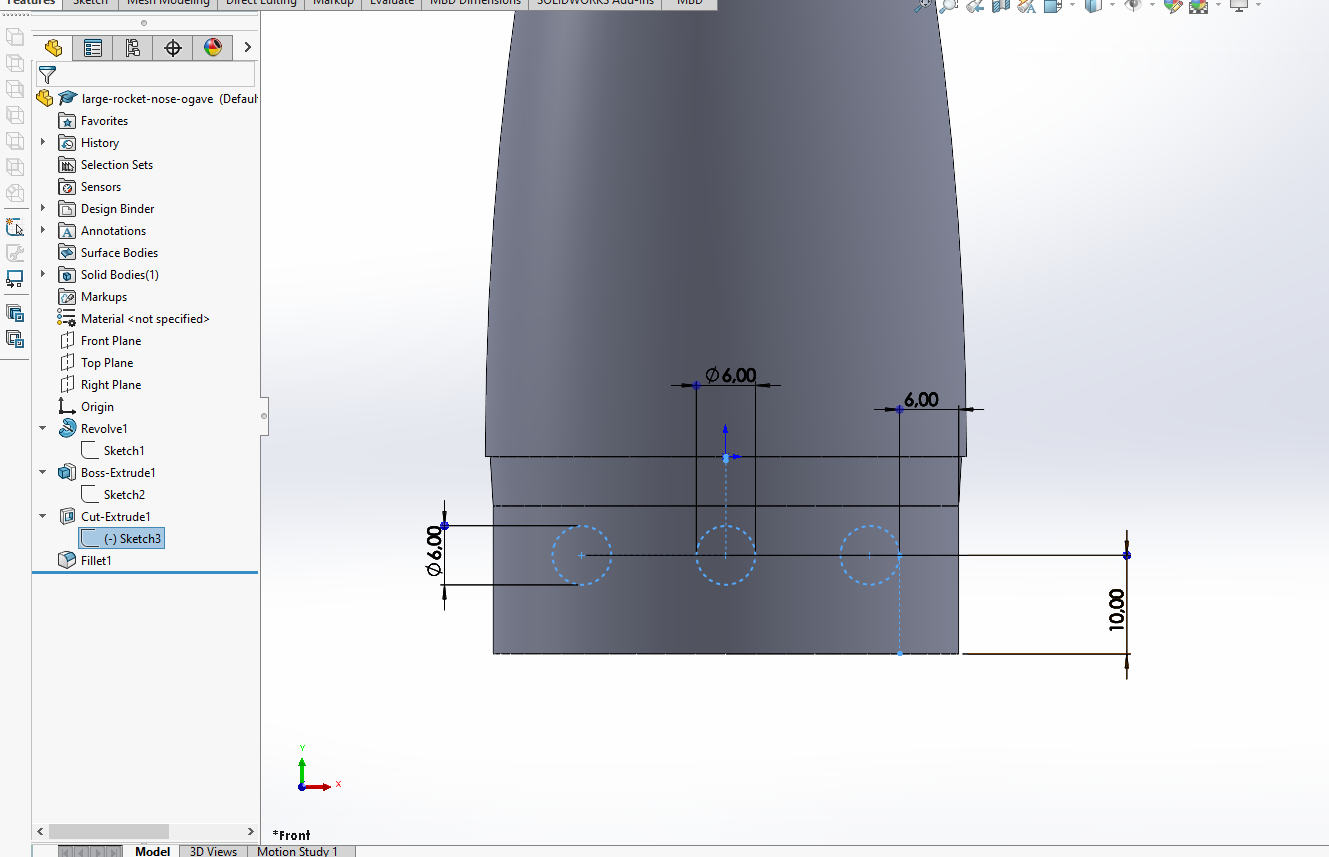 Features Sketch Mesh Modeling Direct Editing Markup Evaluate MBD Dimensions SOLIDWORKS Add-Ins MBD
large-rocket-nose-ogave (Defaul
Favorites
History
Selection Sets
Sensors
Design Binder
Annotations
Surface Bodies
Solid Bodies(1)
Markups
Material <not specified>
Front Plane
Top Plane
Right Plane
Origin
Revolve1
Sketch1
Boss-Extrude1
Sketch2
Cut-Extrude1
(-) Sketch3
Fillet1
∅6,00
6,00
∅6,00
10,00
Y
X
*Front
Model 3D Views Motion Study 1